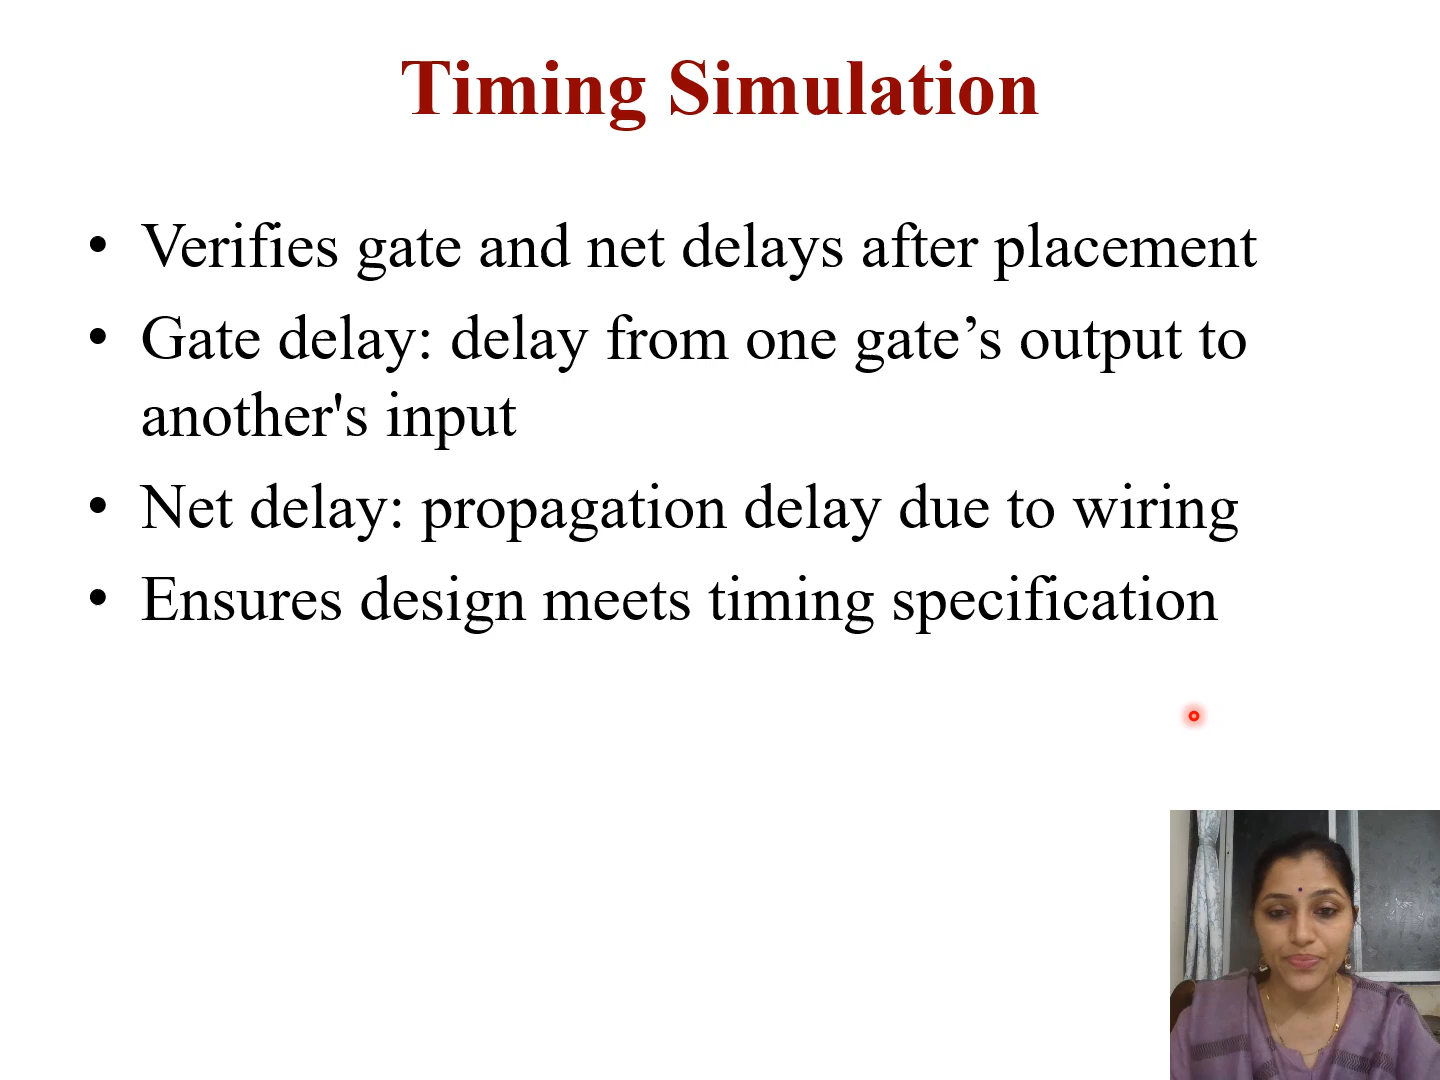 Timing Simulation
• Verifies gate and net delays after placement
• Gate delay: delay from one gate’s output to
another's input
• Net delay: propagation delay due to wiring
• Ensures design meets timing specification